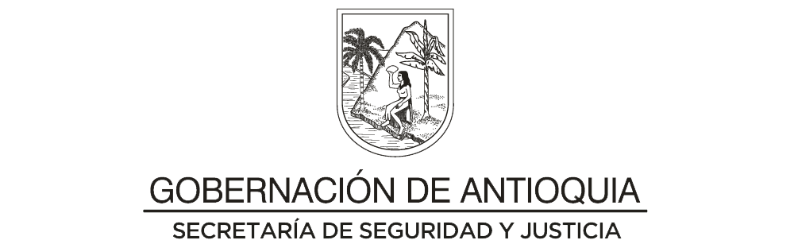 GOBERNACIÓN DE ANTIOQUIA
SECRETARÍA DE SEGURIDAD Y JUSTICIA